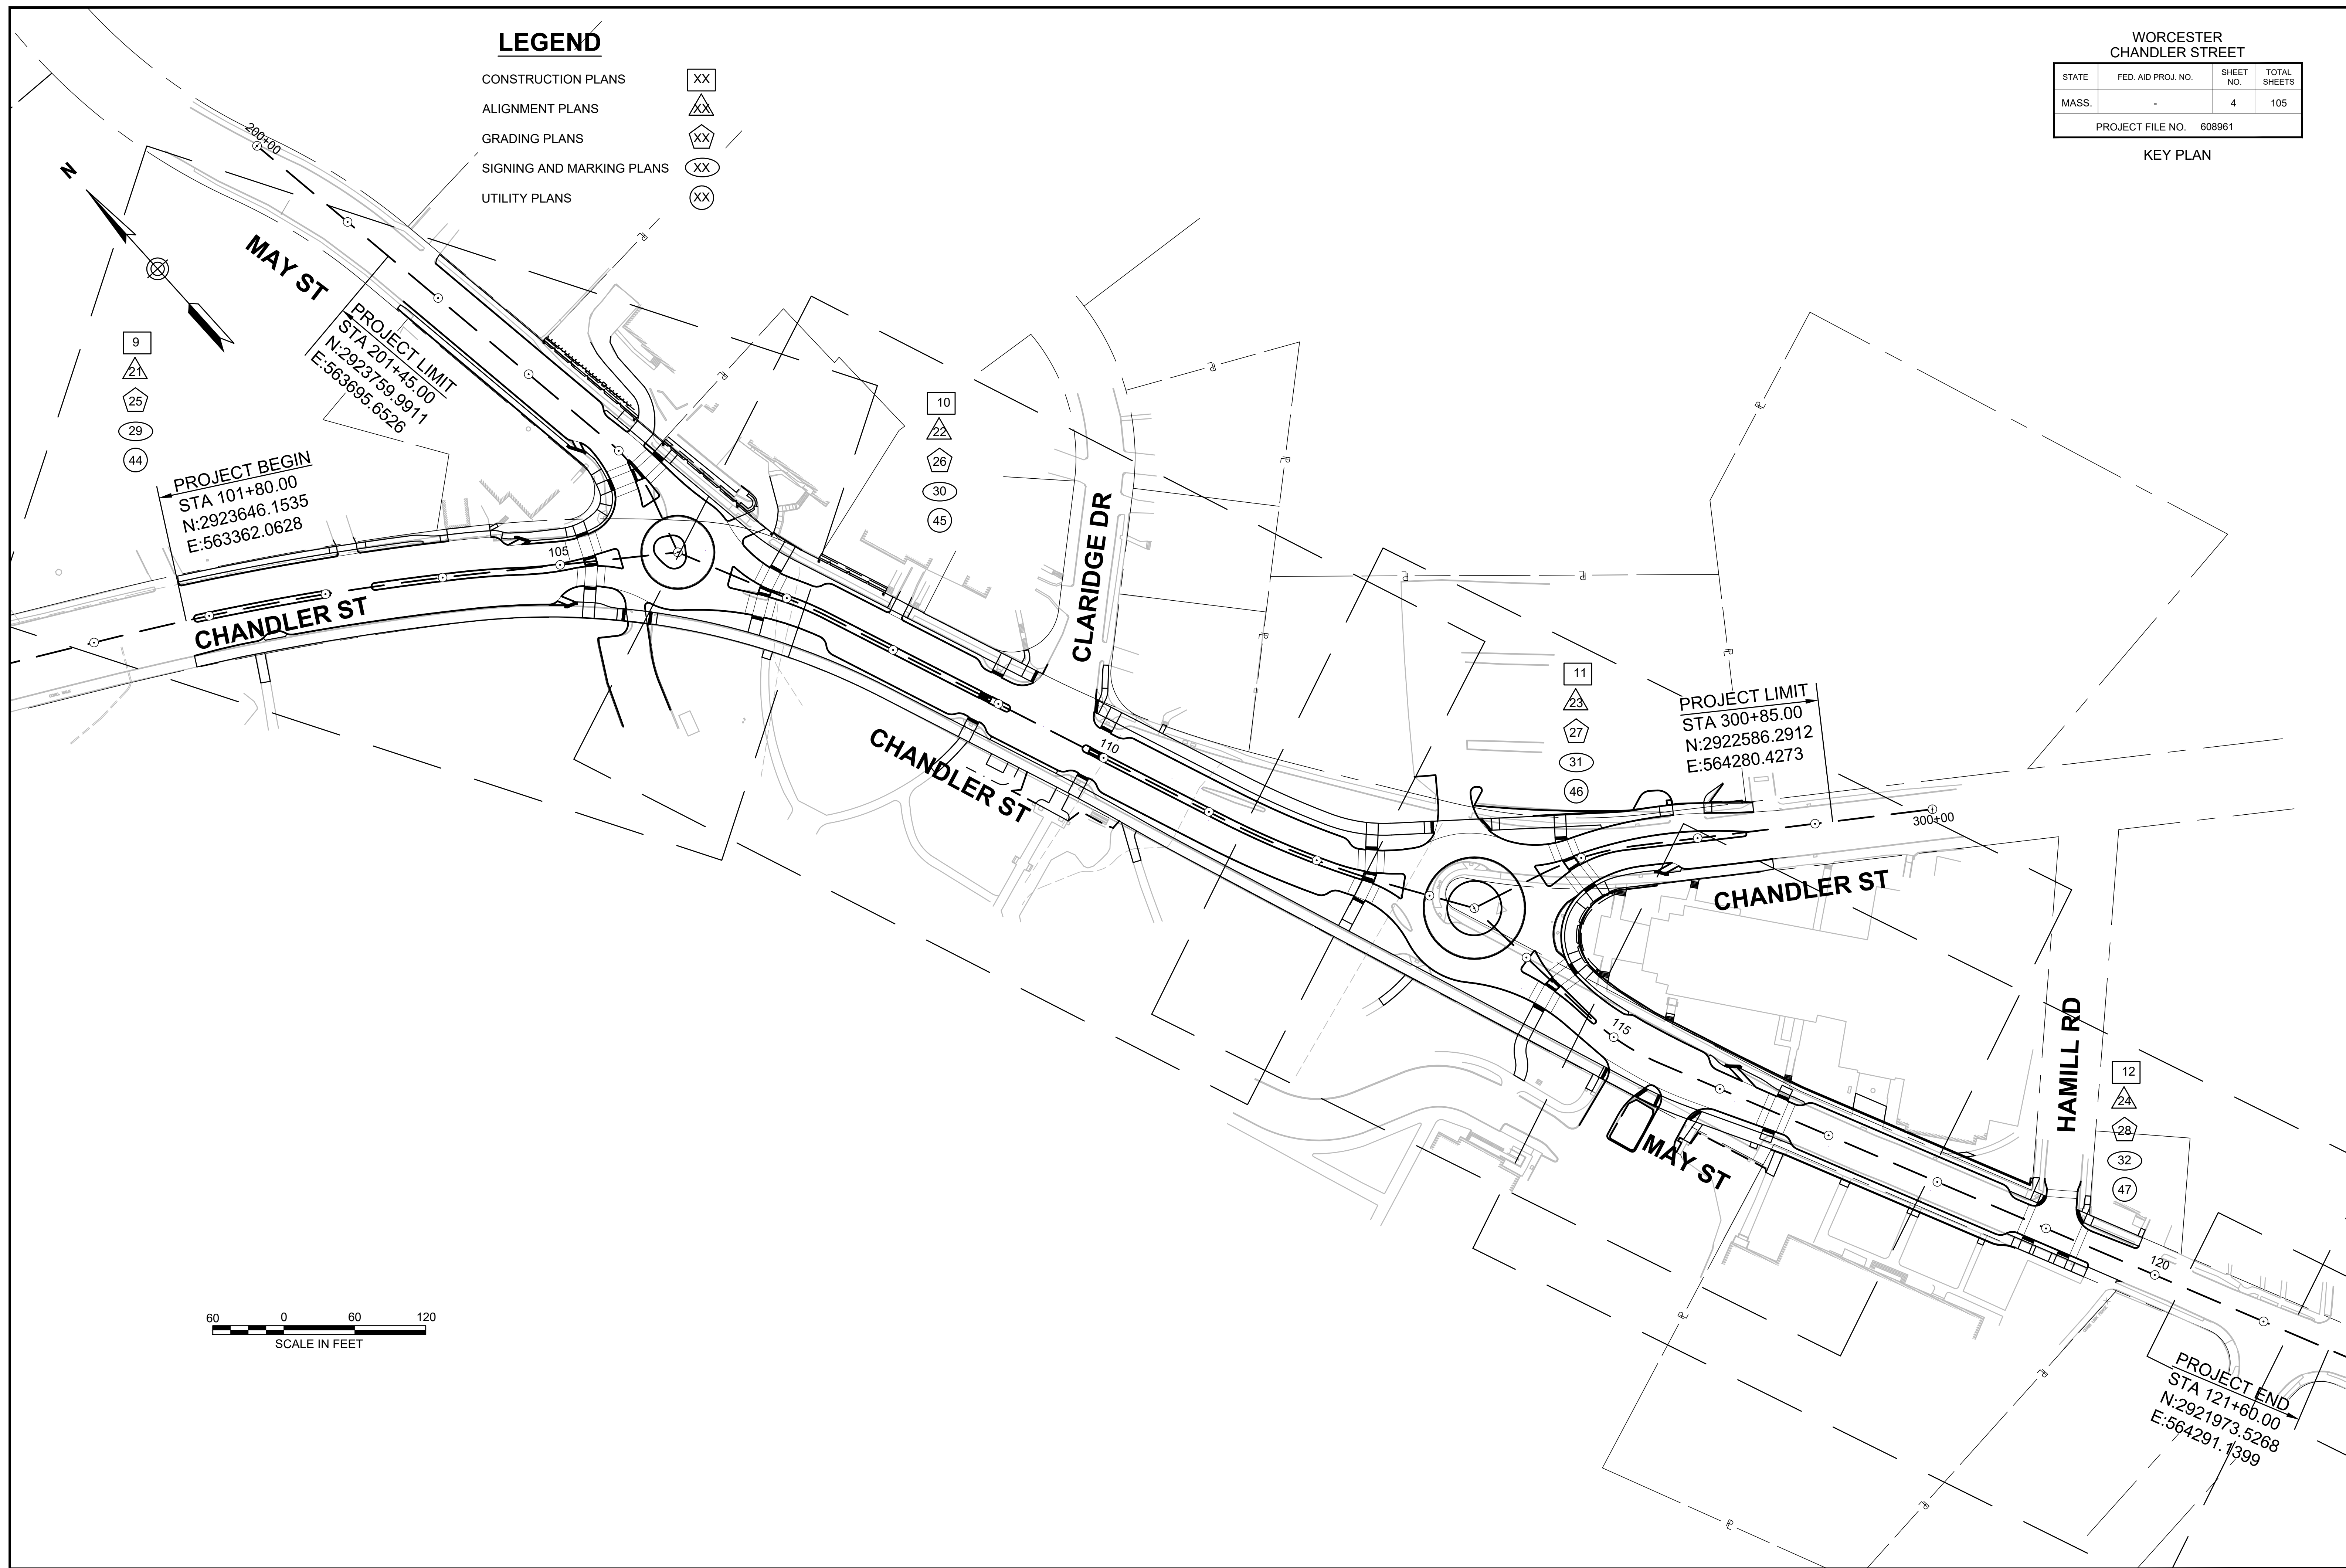 LEGEND
CONSTRUCTION PLANS XX
ALIGNMENT PLANS XX
GRADING PLANS XX
SIGNING AND MARKING PLANS XX
UTILITY PLANS XX
WORCESTER
CHANDLER STREET
STATE FED. AID PROJ. NO. SHEET NO. TOTAL SHEETS
MASS. - 4 105
PROJECT FILE NO. 608961
KEY PLAN
N
200+00
MAY ST
PROJECT LIMIT
STA 201+45.00
N:2923759.9911
E:563695.6526
9
21
25
29
44
PROJECT BEGIN
STA 101+80.00
N:2923646.1535
E:563362.0628
105
CHANDLER ST
10
22
26
30
45
CLARIDGE DR
110
CHANDLER ST
11
23
27
31
46
PROJECT LIMIT
STA 300+85.00
N:2922586.2912
E:564280.4273
300+00
CHANDLER ST
115
MAY ST
HAMILL RD
12
24
28
32
47
120
PROJECT END
STA 121+60.00
N:2921973.5268
E:564291.1399
60 0 60 120
SCALE IN FEET